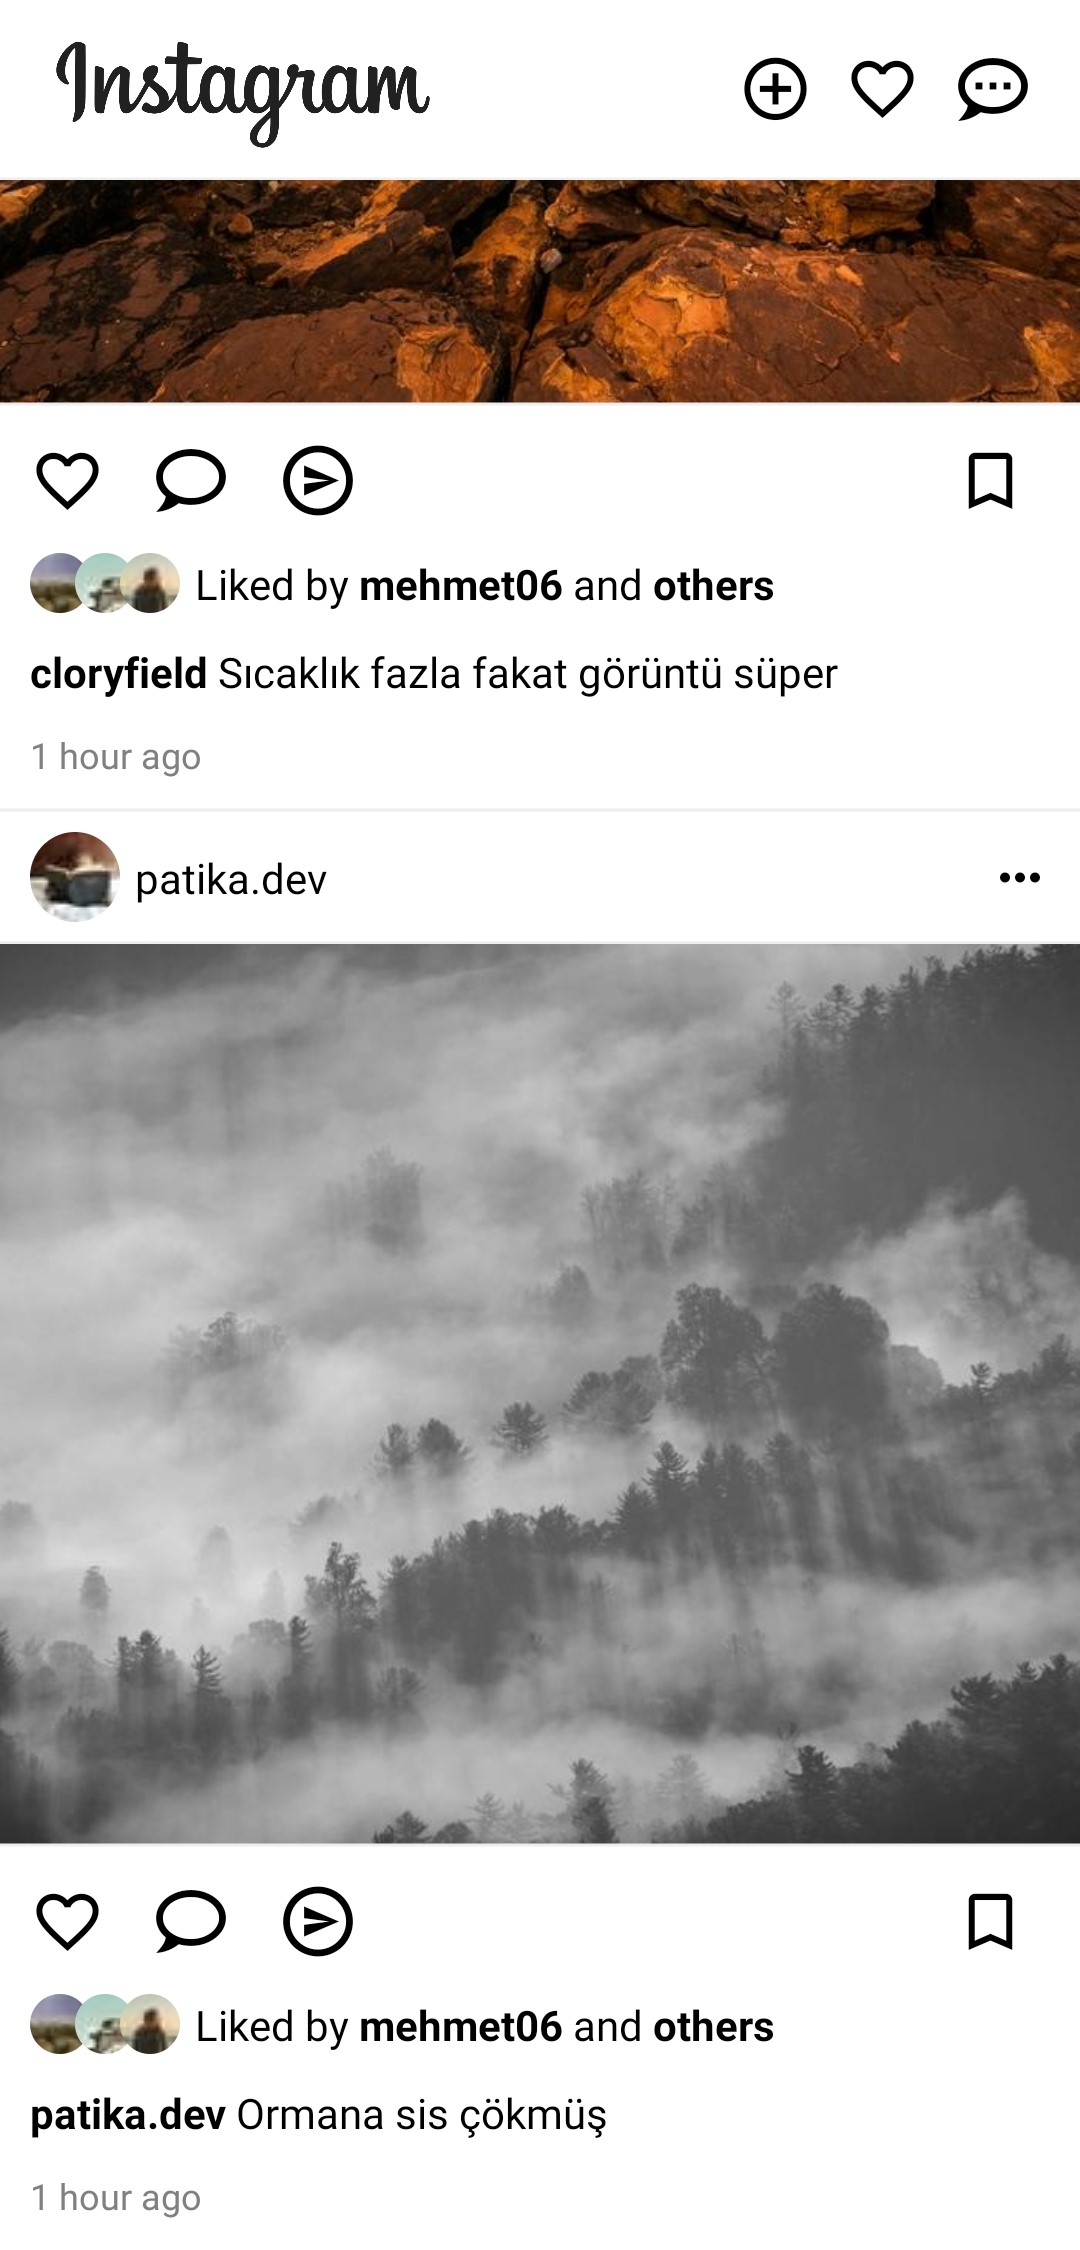 Instagram
Liked by mehmet06 and others
cloryfield Sıcaklık fazla fakat görüntü süper
1 hour ago
patika.dev
Liked by mehmet06 and others
patika.dev Ormana sis çökmüş
1 hour ago